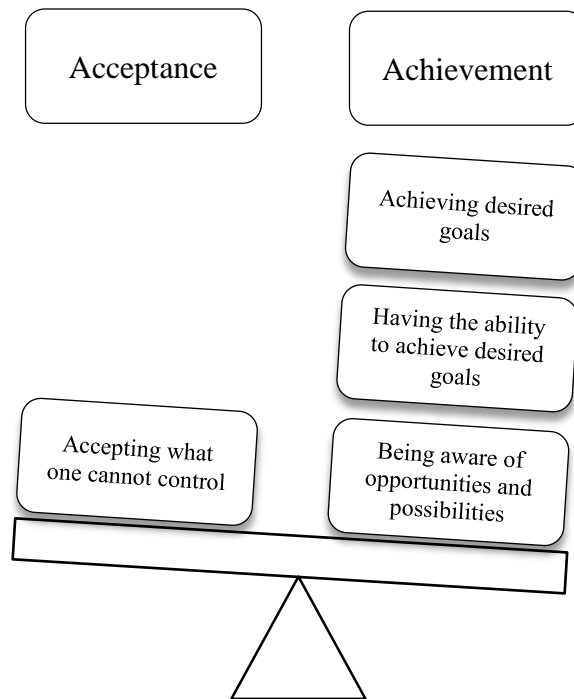 Acceptance
Achievement
Achieving desired
goals
Having the ability
to achieve desired
goals
Accepting what
one cannot control
Being aware of
opportunities and
possibilities